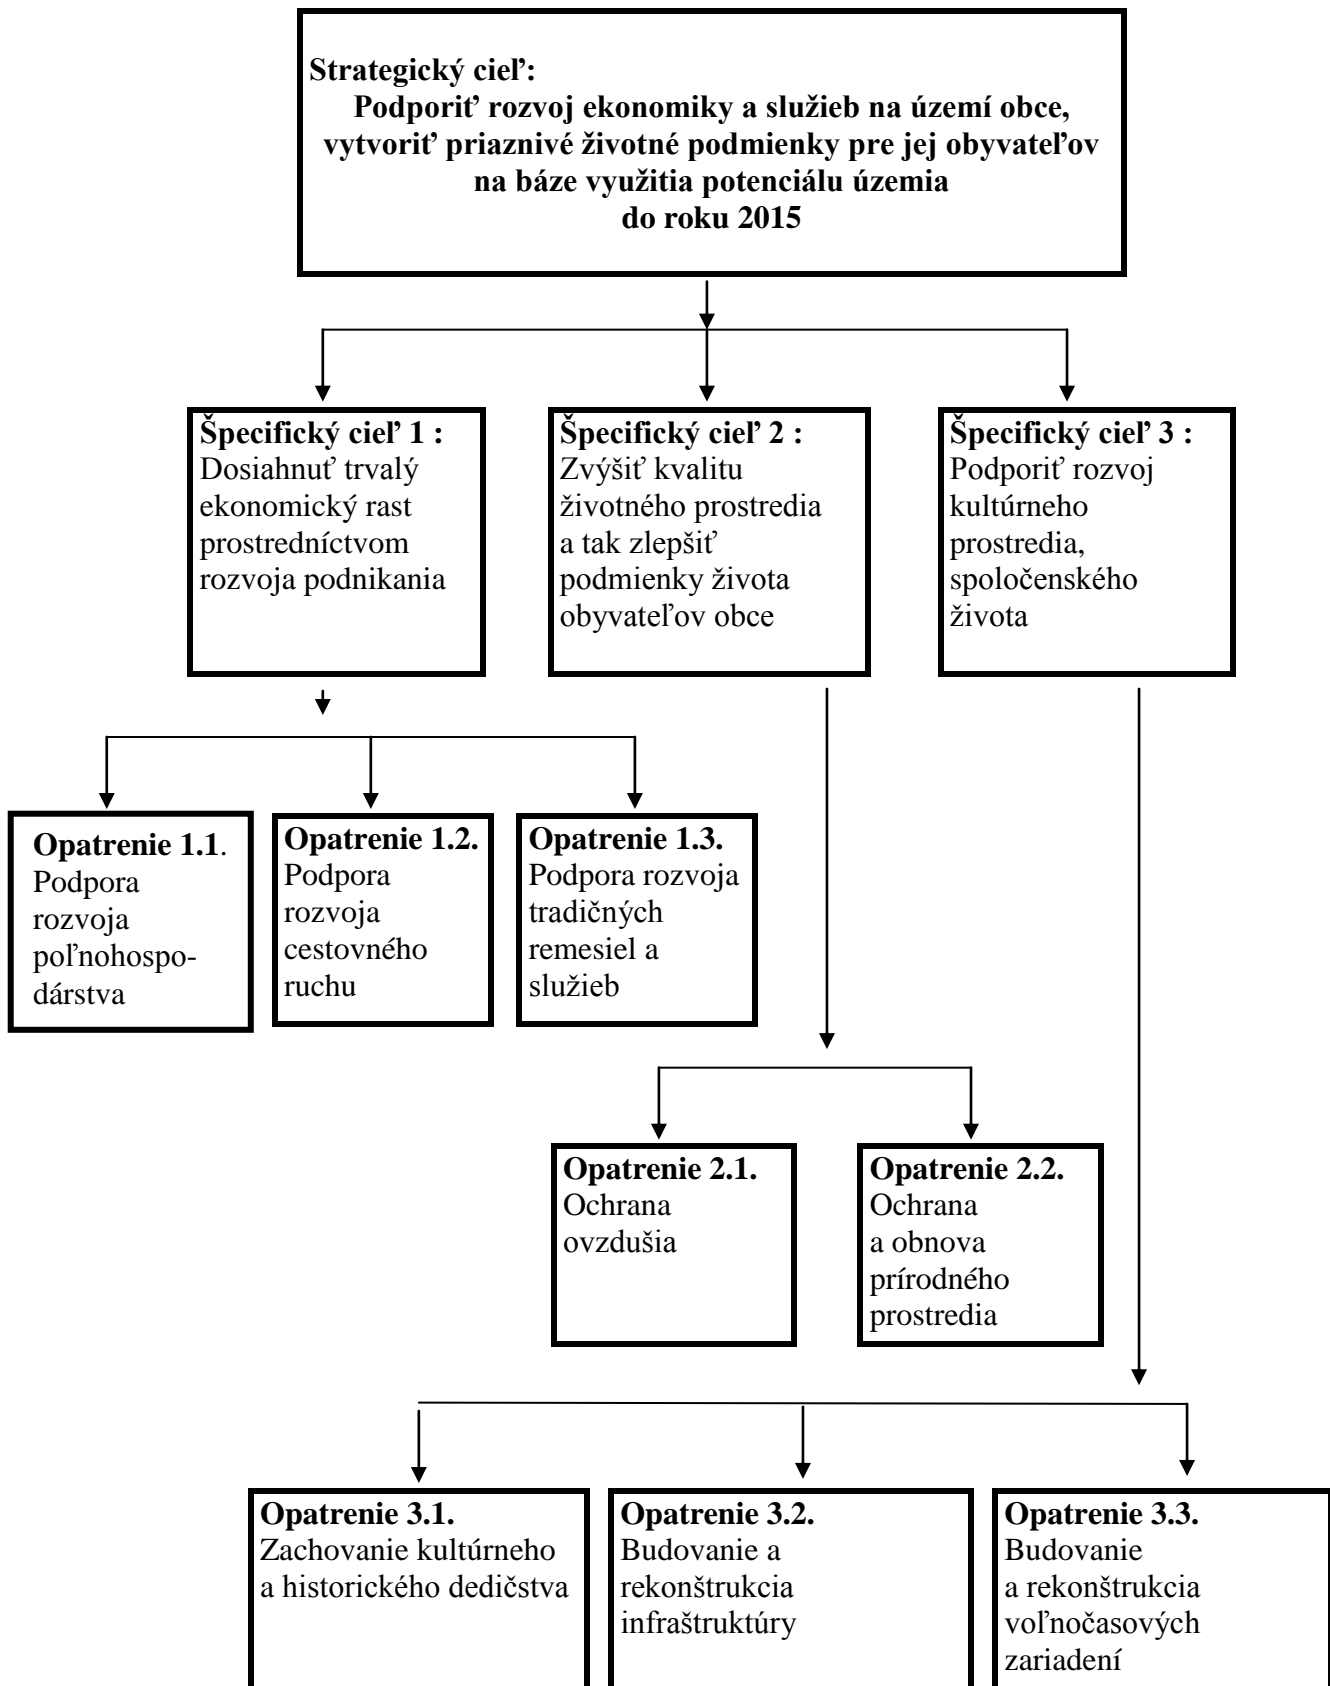 Strategický cieľ:
Podporiť rozvoj ekonomiky a služieb na území obce,
vytvoriť priaznivé životné podmienky pre jej obyvateľov
na báze využitia potenciálu územia
do roku 2015
Špecifický cieľ 1 :
Dosiahnuť trvalý
ekonomický rast
prostredníctvom
rozvoja podnikania
Špecifický cieľ 2 :
Zvýšiť kvalitu
životného prostredia
a tak zlepšiť
podmienky života
obyvateľov obce
Špecifický cieľ 3 :
Podporiť rozvoj
kultúrneho
prostredia,
spoločenského
života
Opatrenie 1.1.
Podpora
rozvoja
poľnohospo-
dárstva
Opatrenie 1.2.
Podpora
rozvoja
cestovného
ruchu
Opatrenie 1.3.
Podpora rozvoja
tradičných
remesiel a
služieb
Opatrenie 2.1.
Ochrana
ovzdušia
Opatrenie 2.2.
Ochrana
a obnova
prírodného
prostredia
Opatrenie 3.1.
Zachovanie kultúrneho
a historického dedičstva
Opatrenie 3.2.
Budovanie a
rekonštrukcia
infraštruktúry
Opatrenie 3.3.
Budovanie
a rekonštrukcia
voľnočasových
zariadení